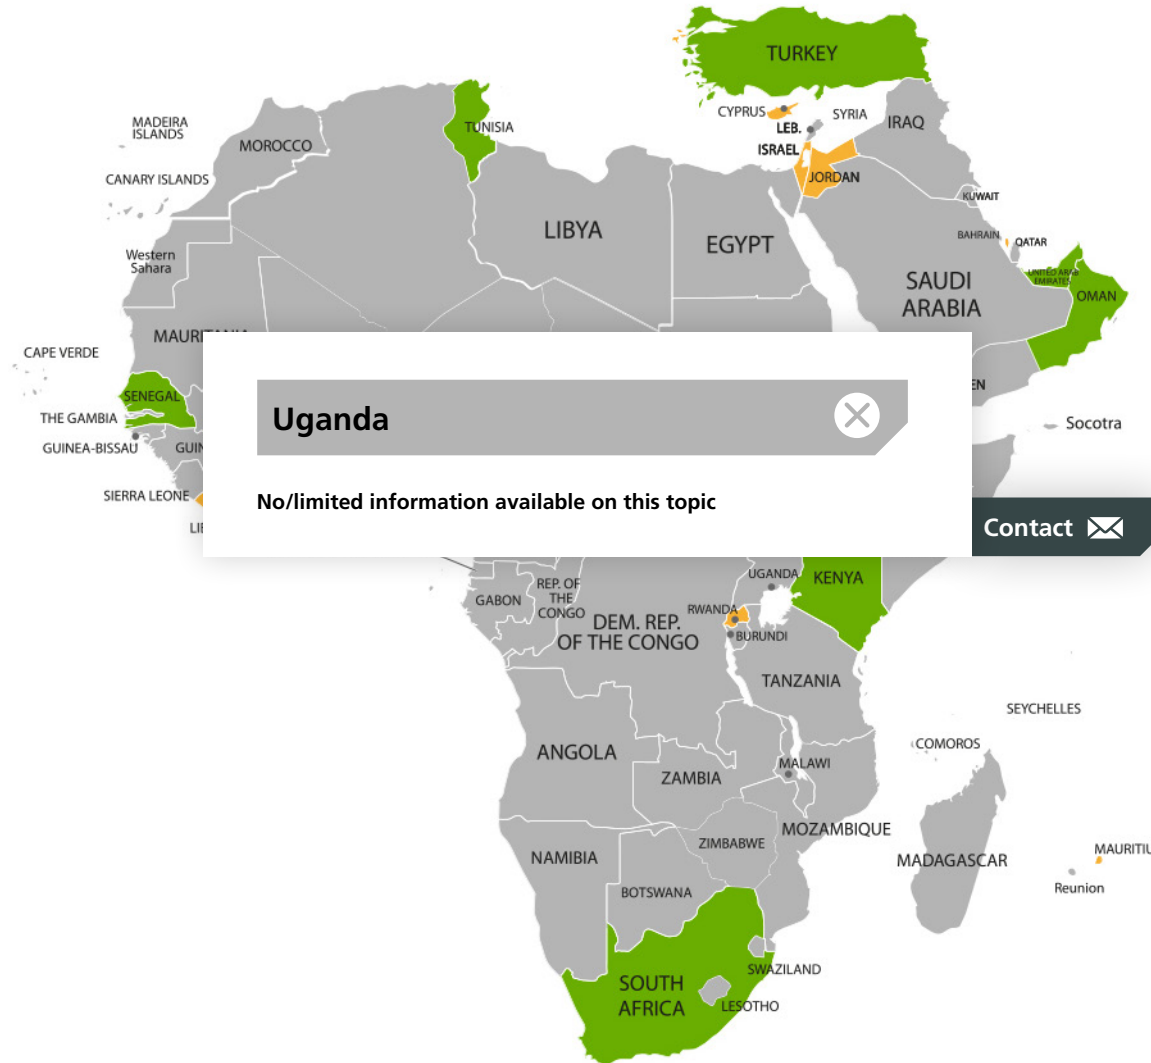 TURKEY
CYPRUS
SYRIA
LEB.
IRAQ
ISRAEL
JORDAN
KUWAIT
BAHRAIN
QATAR
UNITED ARAB
EMIRATES
OMAN
SAUDI
ARABIA
MADEIRA
ISLANDS
MOROCCO
TUNISIA
CANARY ISLANDS
LIBYA
EGYPT
Western
Sahara
CAPE VERDE
SENEGAL
THE GAMBIA
GUINEA-BISSAU
SIERRA LEONE
Socotra
Uganda
No/limited information available on this topic
Contact
UGANDA
KENYA
GABON
REP. OF
THE
CONGO
RWANDA
DEM. REP.
OF THE CONGO
BURUNDI
TANZANIA
SEYCHELLES
COMOROS
ANGOLA
ZAMBIA
MALAWI
MOZAMBIQUE
ZIMBABWE
NAMIBIA
MADAGASCAR
BOTSWANA
Reunion
SWAZILAND
SOUTH
AFRICA
LESOTHO